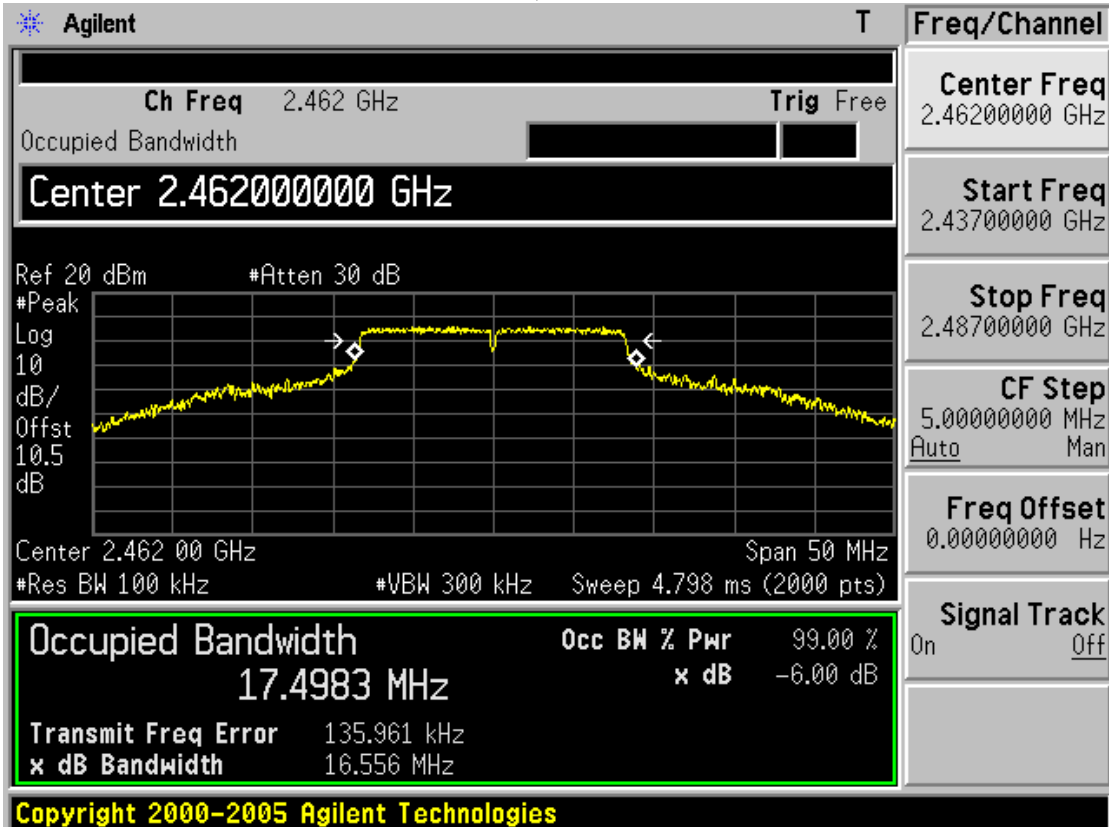 Agilent T
Ch Freq 2.462 GHz Trig Free
Occupied Bandwidth
Center 2.462000000 GHz
Ref 20 dBm #Atten 30 dB
#Peak
Log
10
dB/
Offst
10.5
dB
Center 2.462 00 GHz Span 50 MHz
#Res BW 100 kHz #VBW 300 kHz Sweep 4.798 ms (2000 pts)
Occupied Bandwidth Occ BW % Pwr 99.00 %
17.4983 MHz x dB -6.00 dB
Transmit Freq Error 135.961 kHz
x dB Bandwidth 16.556 MHz
Copyright 2000-2005 Agilent Technologies
Freq/Channel
Center Freq
2.46200000 GHz
Start Freq
2.43700000 GHz
Stop Freq
2.48700000 GHz
CF Step
5.00000000 MHz
Auto Man
Freq Offset
0.00000000 Hz
Signal Track
On Off